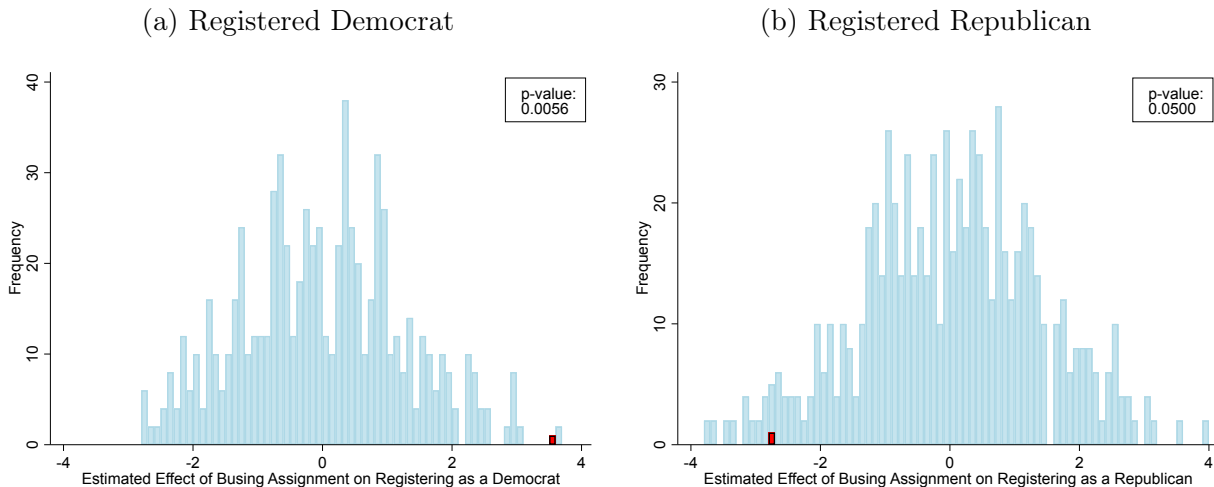 (a) Registered Democrat
40
30
20
10
0
Frequency
p-value:
0.0056
-4
-2
0
2
4
Estimated Effect of Busing Assignment on Registering as a Democrat
(b) Registered Republican
30
20
10
0
Frequency
p-value:
0.0500
-4
-2
0
2
4
Estimated Effect of Busing Assignment on Registering as a Republican